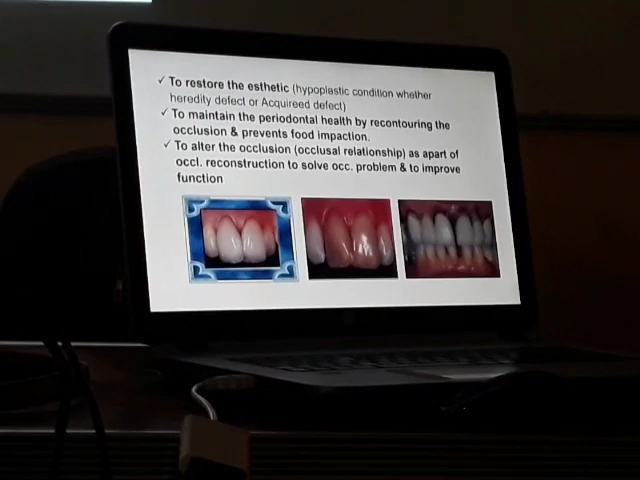 ✓ To restore the esthetic (hypoplastic condition whether
heredity defect or Acquireed defect)
✓ To maintain the periodontal health by recontouring the
occlusion & prevents food impaction.
✓ To alter the occlusion (occlusal relationship) as apart of
occl. reconstruction to solve occ. problem & to improve
function